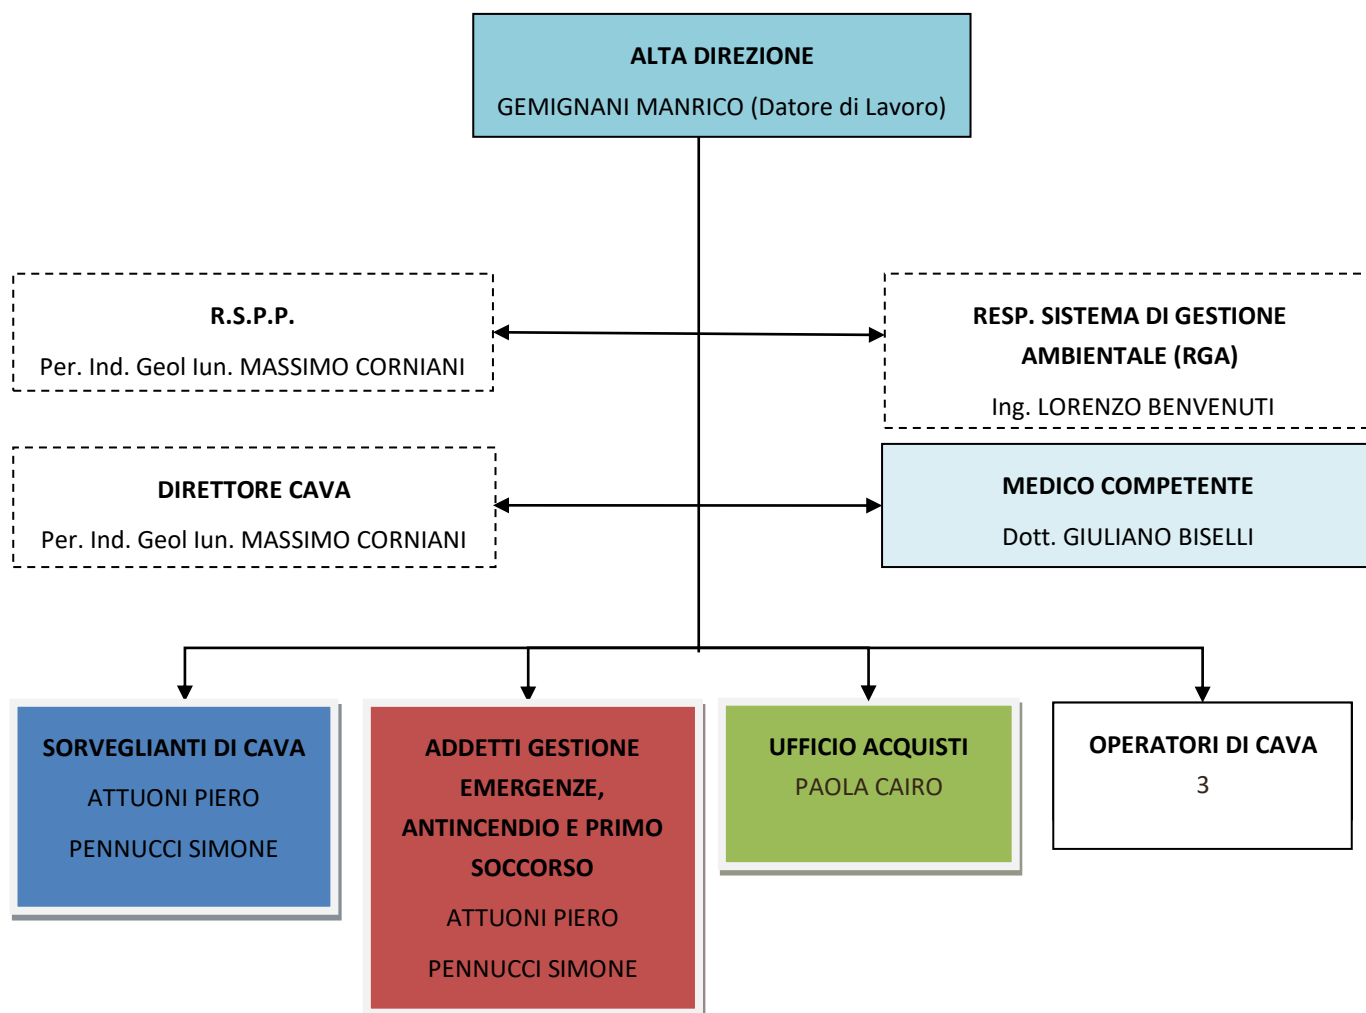 ALTA DIREZIONE
GEMIGNANI MANRICO (Datore di Lavoro)
R.S.P.P.
Per. Ind. Geol Iun. MASSIMO CORNIANI
RESP. SISTEMA DI GESTIONE
AMBIENTALE (RGA)
Ing. LORENZO BENVENUTI
DIRETTORE CAVA
Per. Ind. Geol Iun. MASSIMO CORNIANI
MEDICO COMPETENTE
Dott. GIULIANO BISELLI
SORVEGLIANTI DI CAVA
ATTUONI PIERO
PENNUCCI SIMONE
ADDETTI GESTIONE
EMERGENZE,
ANTINCENDIO E PRIMO
SOCCORSO
ATTUONI PIERO
PENNUCCI SIMONE
UFFICIO ACQUISTI
PAOLA CAIRO
OPERATORI DI CAVA
3